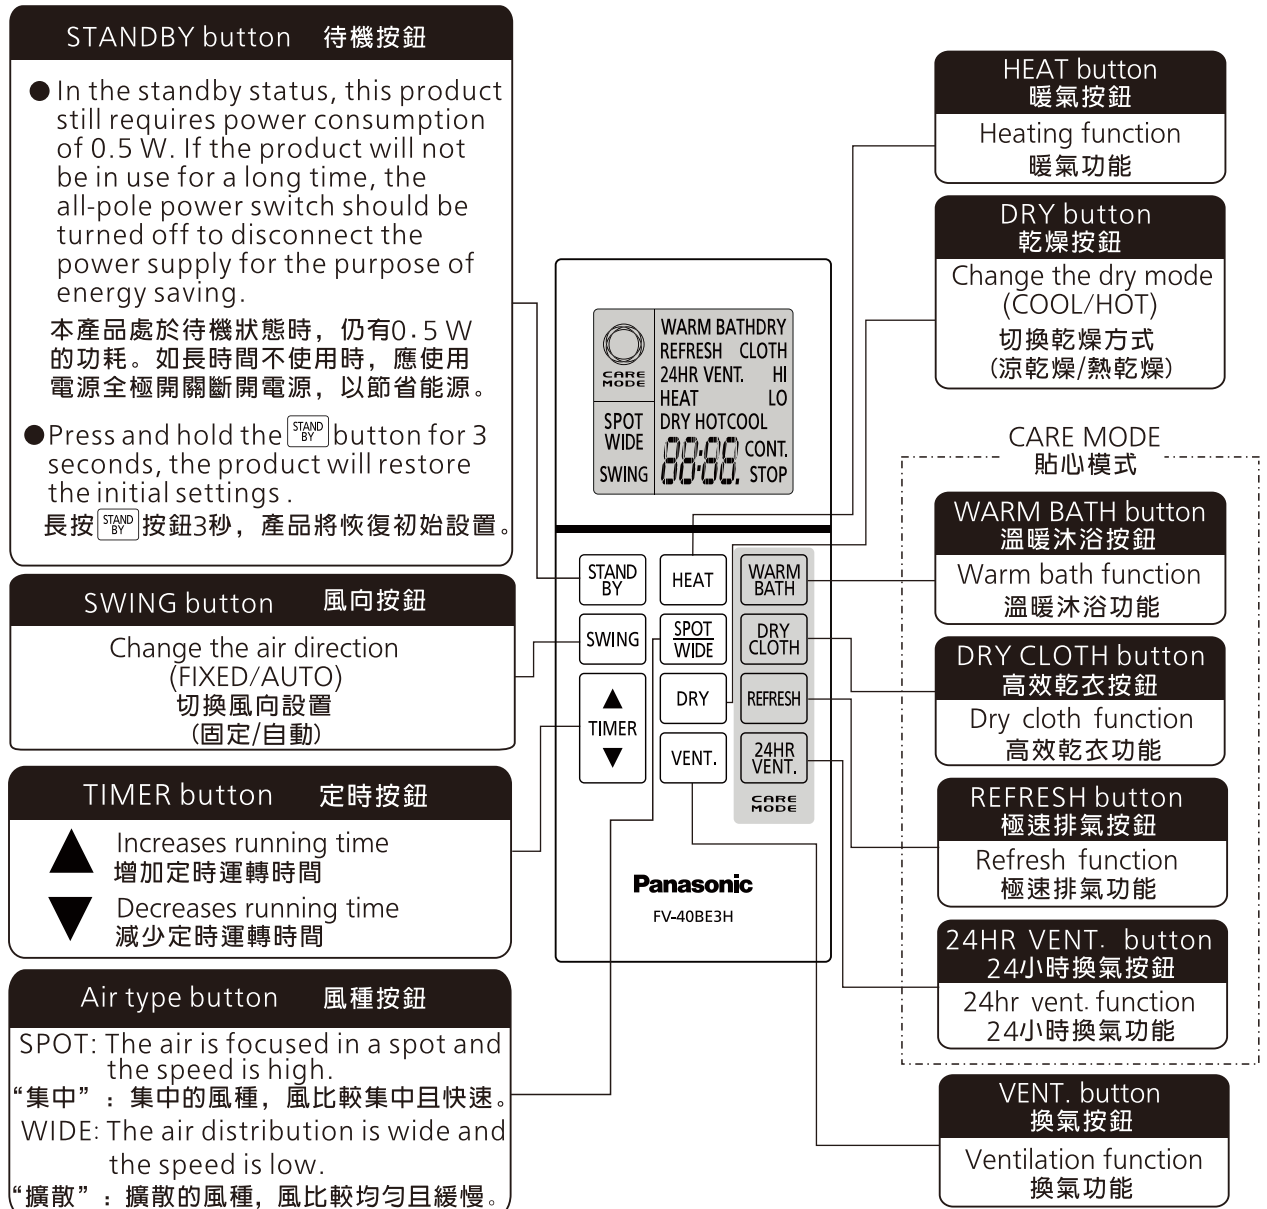 STANDBY button 待機按鈕
● In the standby status, this product
still requires power consumption
of 0.5 W. If the product will not
be in use for a long time, the
all-pole power switch should be
turned off to disconnect the
power supply for the purpose of
energy saving.
本產品處於待機狀態時，仍有0.5 W
的功耗。如長時間不使用時，應使用
電源全極開關斷開電源，以節省能源。
●Press and hold the STAND BY button for 3
seconds, the product will restore
the initial settings .
長按 STAND BY 按鈕3秒，產品將恢復初始設置。
SWING button 風向按鈕
Change the air direction
(FIXED/AUTO)
切換風向設置
(固定/自動)
TIMER button 定時按鈕
▲ Increases running time
增加定時運轉時間
▼ Decreases running time
減少定時運轉時間
Air type button 風種按鈕
SPOT: The air is focused in a spot and
the speed is high.
“集中”：集中的風種，風比較集中且快速。
WIDE: The air distribution is wide and
the speed is low.
“擴散”：擴散的風種，風比較均勻且緩慢。
CARE
MODE
SPOT
WIDE
SWING
WARM BATHDRY
REFRESH CLOTH
24HR VENT. HI
HEAT LO
DRY HOTCOOL
88:88. CONT.
STOP
STAND
BY
HEAT
WARM
BATH
SWING
SPOT
WIDE
DRY
CLOTH
▲
TIMER
▼
DRY
REFRESH
VENT.
24HR
VENT.
CARE
MODE
Panasonic
FV-40BE3H
HEAT button
暖氣按鈕
Heating function
暖氣功能
DRY button
乾燥按鈕
Change the dry mode
(COOL/HOT)
切換乾燥方式
(涼乾燥/熱乾燥)
CARE MODE
貼心模式
WARM BATH button
溫暖沐浴按鈕
Warm bath function
溫暖沐浴功能
DRY CLOTH button
高效乾衣按鈕
Dry cloth function
高效乾衣功能
REFRESH button
極速排氣按鈕
Refresh function
極速排氣功能
24HR VENT. button
24小時換氣按鈕
24hr vent. function
24小時換氣功能
VENT. button
換氣按鈕
Ventilation function
換氣功能